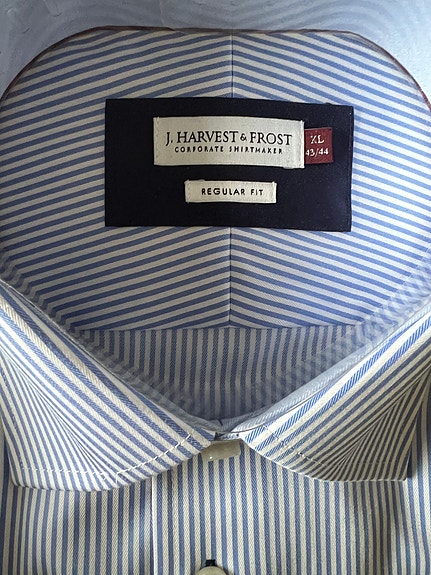 J. HARVEST & FROST
CORPORATE SHIRTMAKER
XL
43/44
REGULAR FIT